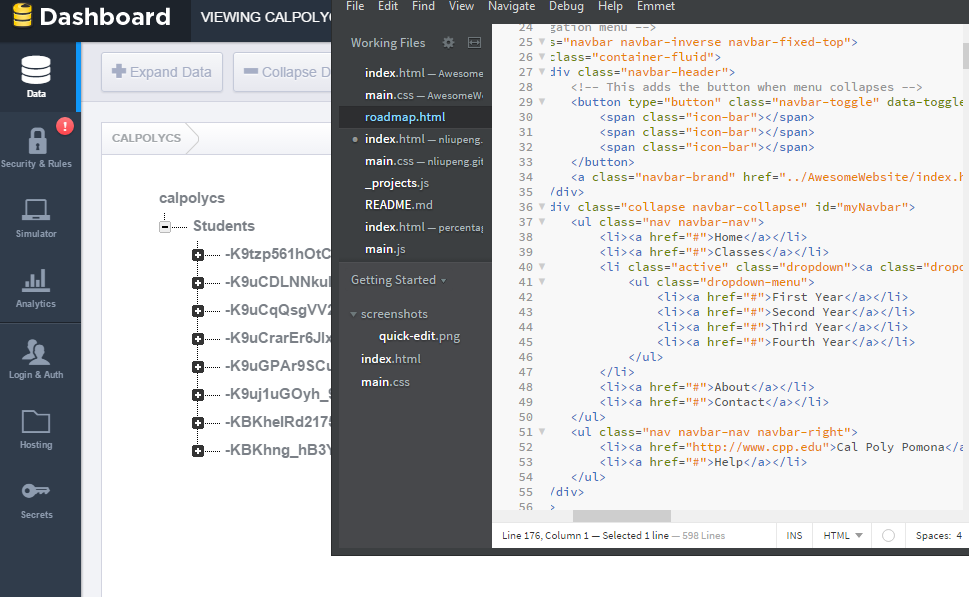 Dashboard
VIEWING CALPOLY
Data
Security & Rules
Simulator
Analytics
Login & Auth
Hosting
Secrets
Expand Data
Collapse D
CALPOLYCS
calpolycs
Students
-K9tzp561hOtC
-K9uCDLNNkul
-K9uCqQsgVV2
-K9uCrarEr6Jlx
-K9uGPAr9SCu
-K9uj1uGOyh_9
-KBKhelRd2175
-KBKhng_hB3Y
File Edit Find View Navigate Debug Help Emmet
Working Files
index.html — Awesome
main.css — AwesomeW
roadmap.html
index.html — nliupeng.
main.css — nliupeng.git
_projects.js
README.md
index.html — percentag
main.js
Getting Started
screenshots
quick-edit.png
index.html
main.css
24 gation menu -->
25 s="navbar navbar-inverse navbar-fixed-top">
26 class="container-fluid">
27 div class="navbar-header">
28 <!-- This adds the button when menu collapses -->
29 <button type="button" class="navbar-toggle" data-toggle
30 <span class="icon-bar"></span>
31 <span class="icon-bar"></span>
32 <span class="icon-bar"></span>
33 </button>
34 <a class="navbar-brand" href="../AwesomeWebsite/index.h
35 /div>
36 div class="collapse navbar-collapse" id="myNavbar">
37 <ul class="nav navbar-nav">
38 <li><a href="#">Home</a></li>
39 <li><a href="#">Classes</a></li>
40 <li class="active" class="dropdown"><a class="dropd
41 <ul class="dropdown-menu">
42 <li><a href="#">First Year</a></li>
43 <li><a href="#">Second Year</a></li>
44 <li><a href="#">Third Year</a></li>
45 <li><a href="#">Fourth Year</a></li>
46 </ul>
47 </li>
48 <li><a href="#">About</a></li>
49 <li><a href="#">Contact</a></li>
50 </ul>
51 <ul class="nav navbar-nav navbar-right">
52 <li><a href="http://www.cpp.edu">Cal Poly Pomona</a
53 <li><a href="#">Help</a></li>
54 </ul>
55 /div>
56 >
Line 176, Column 1 — Selected 1 line — 598 Lines
INS
HTML
Spaces: 4